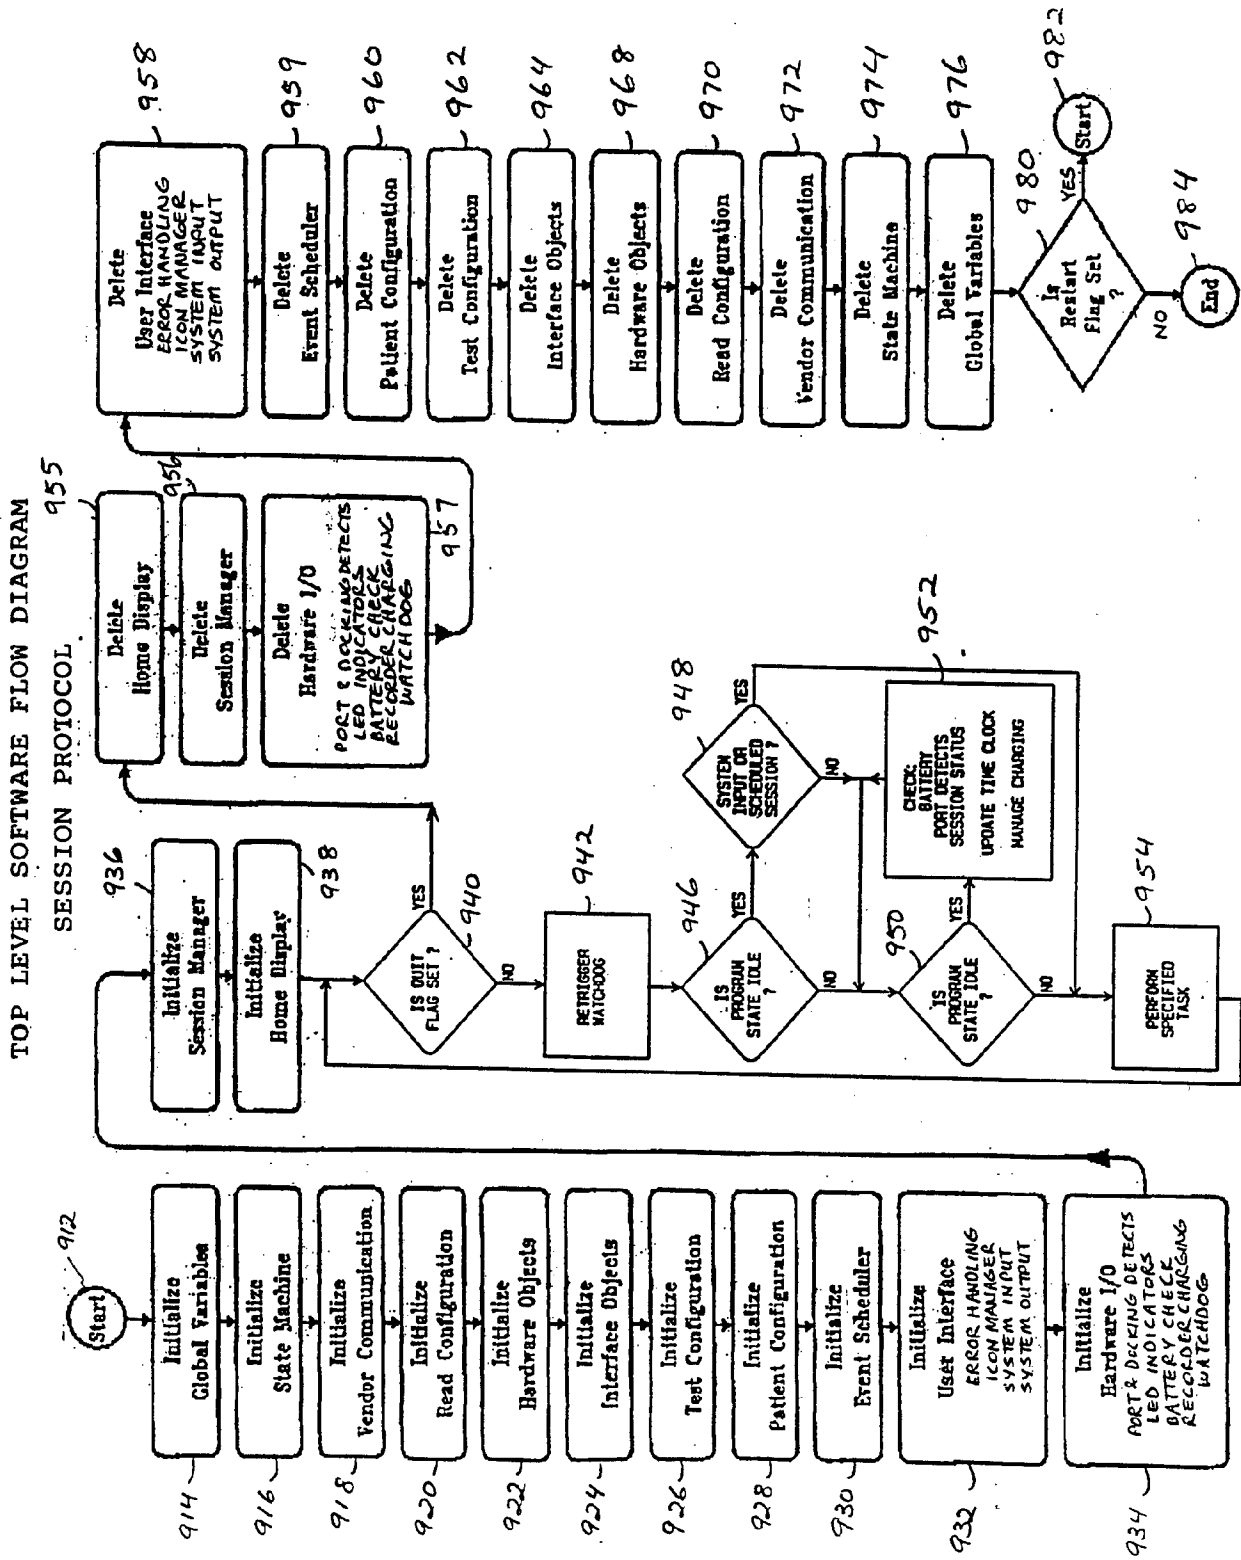 TOP LEVEL SOFTWARE FLOW DIAGRAM
SESSION PROTOCOL
Start
912
Initialize
Global Variables
914
Initialize
State Machine
916
Initialize
Vendor Communication
918
Initialize
Read Configuration
920
Initialize
Hardware Objects
922
Initialize
Interface Objects
924
Initialize
Test Configuration
926
Initialize
Patient Configuration
928
Initialize
Event Scheduler
930
Initialize
User Interface
ERROR HANDLING
ICON MANAGER
SYSTEM INPUT
SYSTEM OUTPUT
932
Initialize
Hardware I/O
PORT & DOCKING DETECTS
LED INDICATORS
BATTERY CHECK
RECORDER CHARGING
WATCHDOG
934
Initialize
Session Manager
936
Initialize
Home Display
938
IS QUIT
FLAG SET ?
940
YES
NO
RETRIGGER
WATCHDOG
942
IS
PROGRAM
STATE IDLE
?
946
YES
NO
SYSTEM
INPUT OR
SCHEDULED
SESSION ?
948
YES
NO
IS
PROGRAM
STATE IDLE
?
950
YES
NO
CHECK:
BATTERY
PORT DETECTS
SESSION STATUS
UPDATE TIME CLOCK
MANAGE CHARGING
952
PERFORM
SPECIFIED
TASK
954
Delete
Home Display
955
Delete
Session Manager
956
Delete
Hardware I/O
PORT & DOCKING DETECTS
LED INDICATORS
BATTERY CHECK
RECORDER CHARGING
WATCHDOG
957
Delete
User Interface
ERROR HANDLING
ICON MANAGER
SYSTEM INPUT
SYSTEM OUTPUT
958
Delete
Event Scheduler
959
Delete
Patient Configuration
960
Delete
Test Configuration
962
Delete
Interface Objects
964
Delete
Hardware Objects
968
Delete
Read Configuration
970
Delete
Vendor Communication
972
Delete
State Machine
974
Delete
Global Variables
976
Is
Restart
Flag Set
?
980
YES
Start
982
NO
End
984